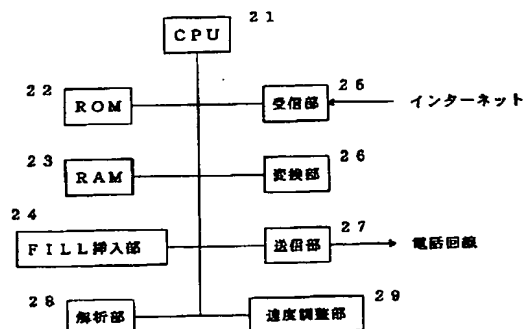 21
CPU
22
ROM
25
受信部
インターネット
23
RAM
26
変換部
24
FILL挿入部
27
送信部
電話回線
28
解析部
29
速度調整部